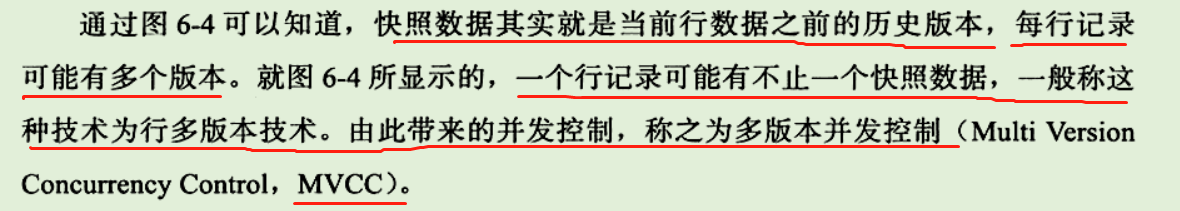 通过图 6-4 可以知道，快照数据其实就是当前行数据之前的历史版本，每行记录
可能有多个版本。就图 6-4 所显示的，一个行记录可能有不止一个快照数据，一般称这
种技术为行多版本技术。由此带来的并发控制，称之为多版本并发控制（Multi Version
Concurrency Control，MVCC）。